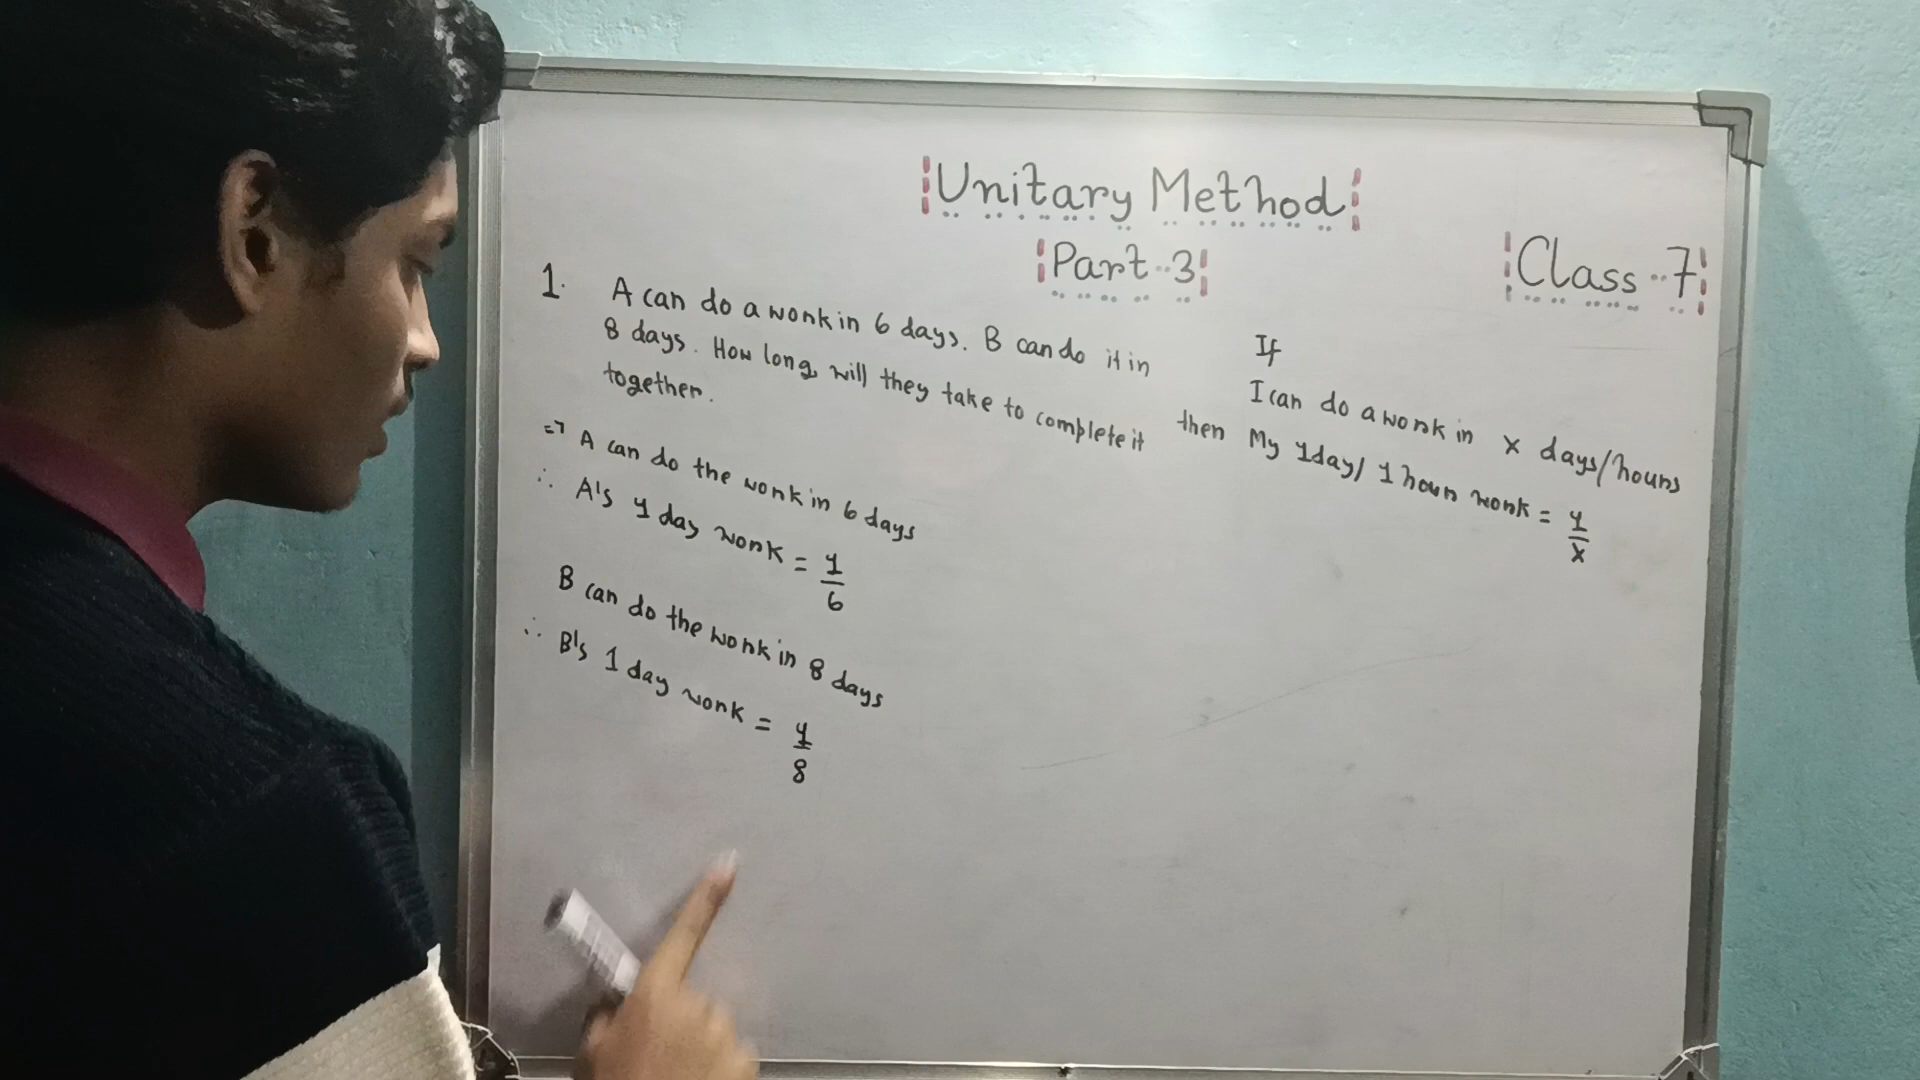 Unitary Method
Part-3
Class-7
1. A can do a work in 6 days. B can do it in
8 days. How long will they take to complete it
together.
=> A can do the work in 6 days
∴ A's 1 day work = 1/6
B can do the work in 8 days
∴ B's 1 day work = 1/8
If
I can do a work in x days/hours
then My 1day/ 1 hour work = 1/x